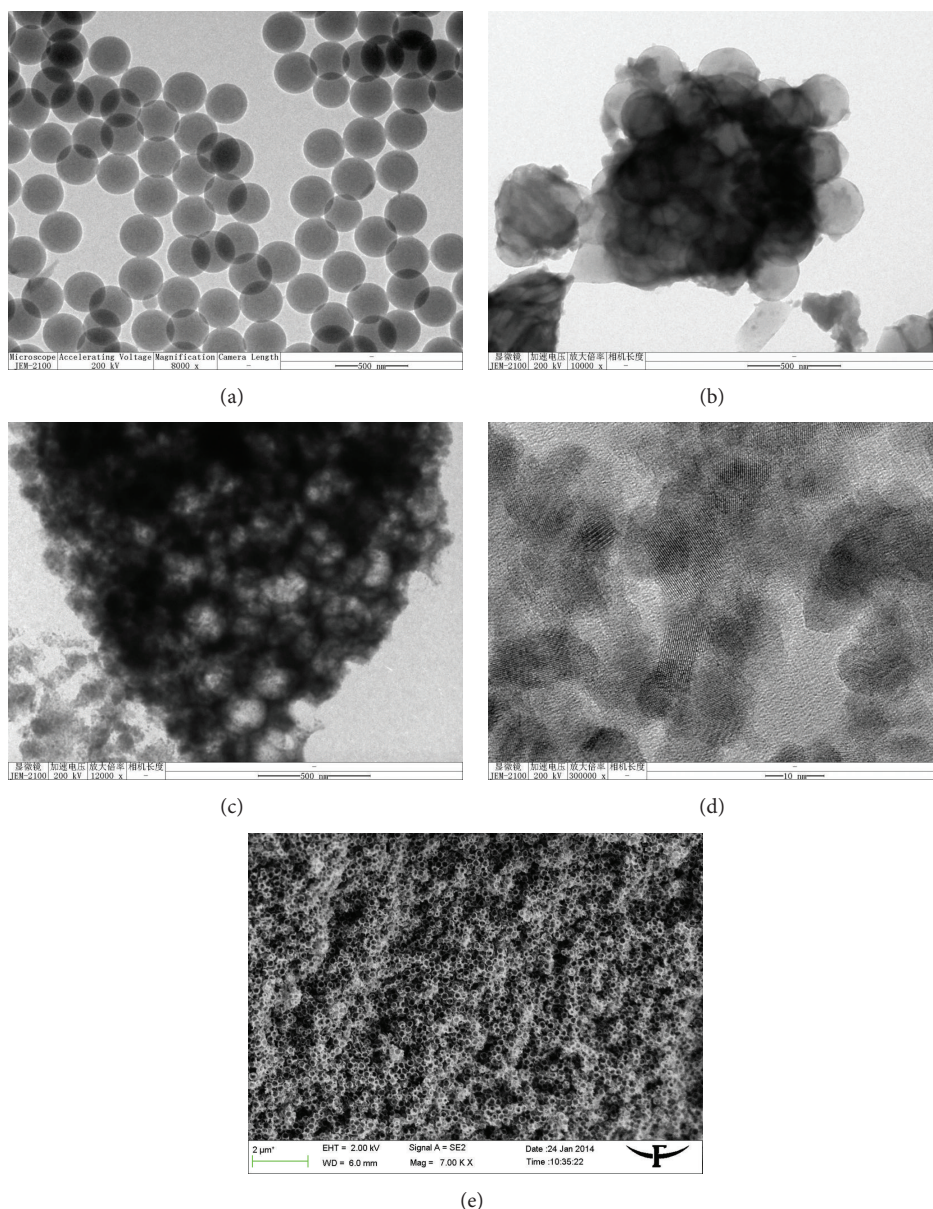 Microscope Accelerating Voltage Magnification Camera Length -
JEM-2100 200 kV 8000 x - 500 nm
(a)
显微镜 加速电压 放大倍率 相机长度 -
JEM-2100 200 kV 10000 x - 500 nm
(b)
显微镜 加速电压 放大倍率 相机长度 -
JEM-2100 200 kV 12000 x - 500 nm
(c)
显微镜 加速电压 放大倍率 相机长度 -
JEM-2100 200 kV 300000 x - 10 nm
(d)
2 µm* EHT = 2.00 kV Signal A = SE2 Date :24 Jan 2014
WD = 6.0 mm Mag = 7.00 K X Time :10:35:22
F
(e)